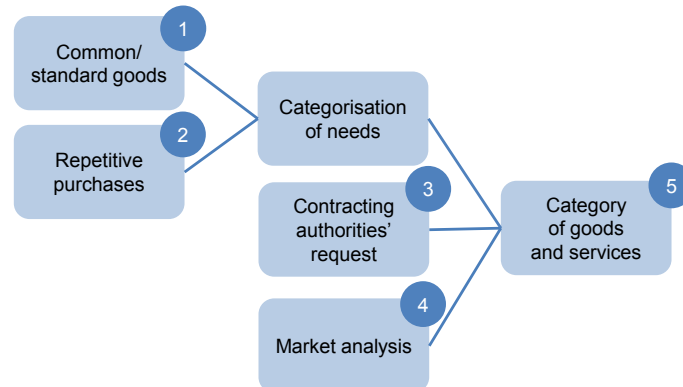 1
Common/
standard goods
2
Repetitive
purchases
Categorisation
of needs
3
Contracting
authorities'
request
4
Market analysis
5
Category
of goods
and services